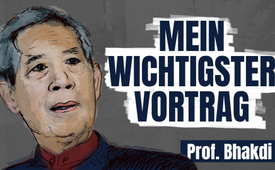 MEIN
WICHTIGSTER
VORTRAG
Prof. Bhakdi